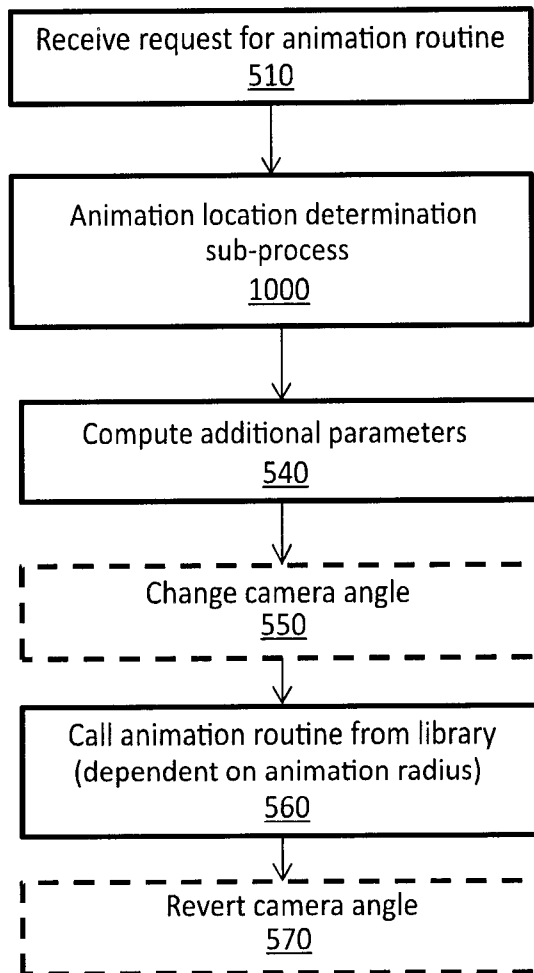 Receive request for animation routine
510
Animation location determination
sub-process
1000
Compute additional parameters
540
Change camera angle
550
Call animation routine from library
(dependent on animation radius)
560
Revert camera angle
570